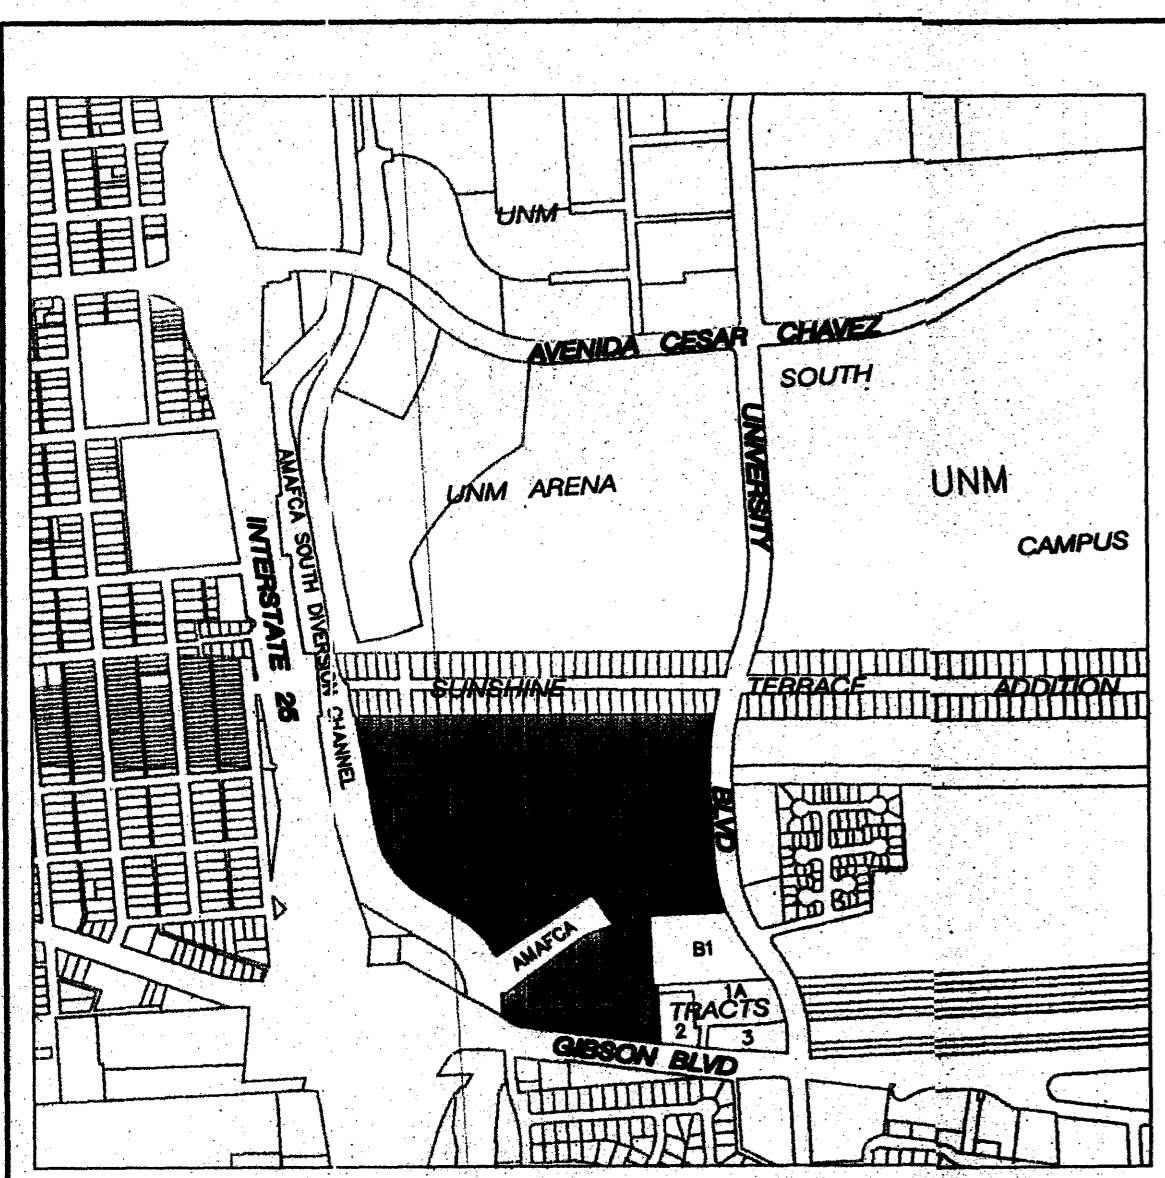 UNM
AVENIDA CESAR CHAVEZ
SOUTH
UNIVERSITY
UNM ARENA
UNM
CAMPUS
AMAFCA SOUTH DIVERSION CHANNEL
INTERSTATE 25
SUNSHINE TERRACE ADDITION
BLVD
AMAFCA
B1
1A
TRACTS
2
3
GIBSON BLVD